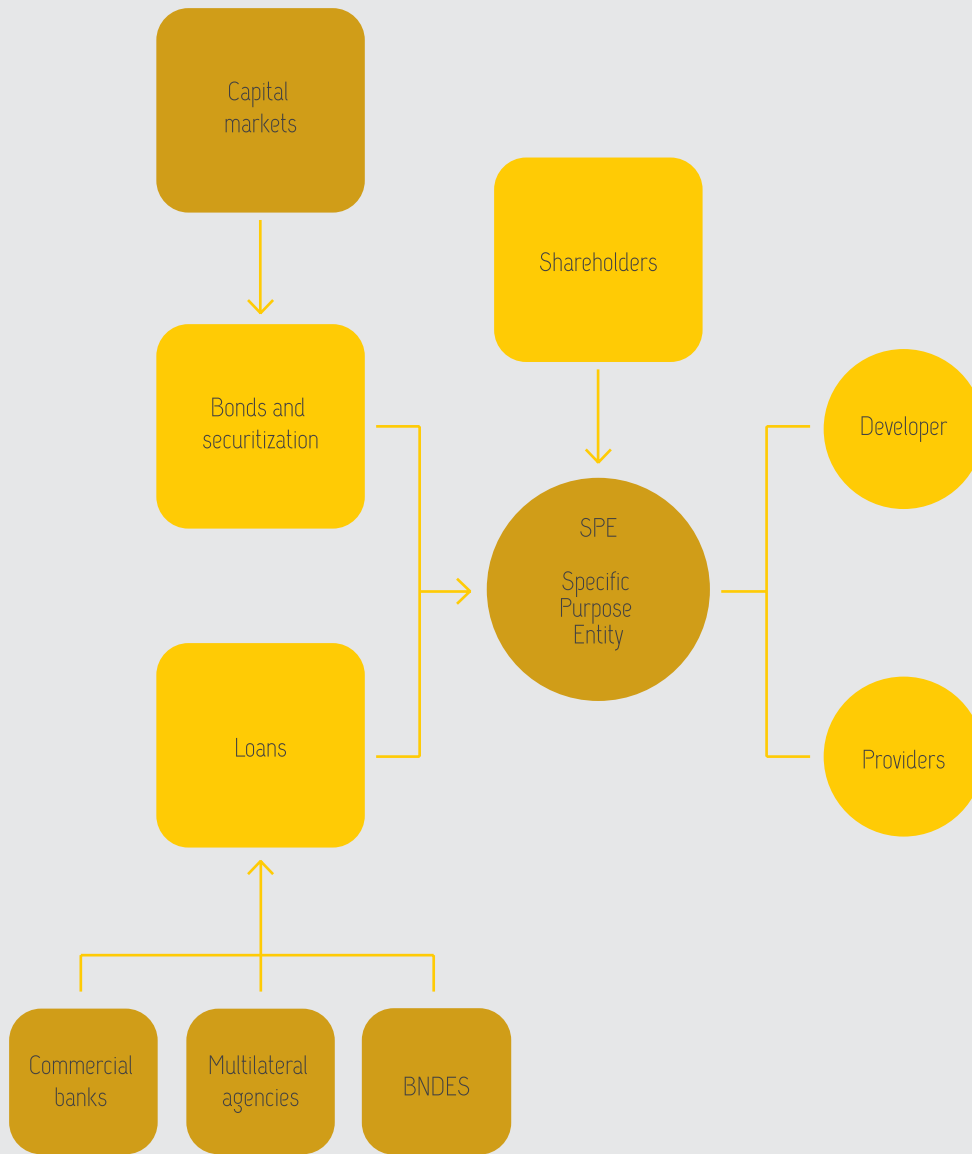 Capital
markets
Shareholders
Bonds and
securitization
Developer
SPE
Specific
Purpose
Entity
Loans
Providers
Commercial
banks
Multilateral
agencies
BNDES